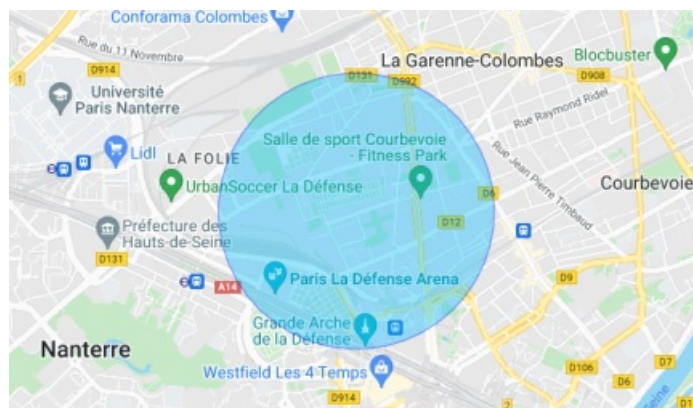 Conforama Colombes
Rue du 11 Novembre
D914
1
La Garenne-Colombes
Blocbuster
D131
D992
D908
Université
Paris Nanterre
Rue Raymond Ridel
Salle de sport Courbevoie
- Fitness Park
Lidl
LA FOLIE
Rue Jean Pierre Timbaud
UrbanSoccer La Défense
Courbevoie
D6
Préfecture des
Hauts-de-Seine
D12
D131
Paris La Défense Arena
D9
A14
Grande Arche
de la Défense
Nanterre
D7
Westfield Les 4 Temps
D106
D6
D914
Seine
D1